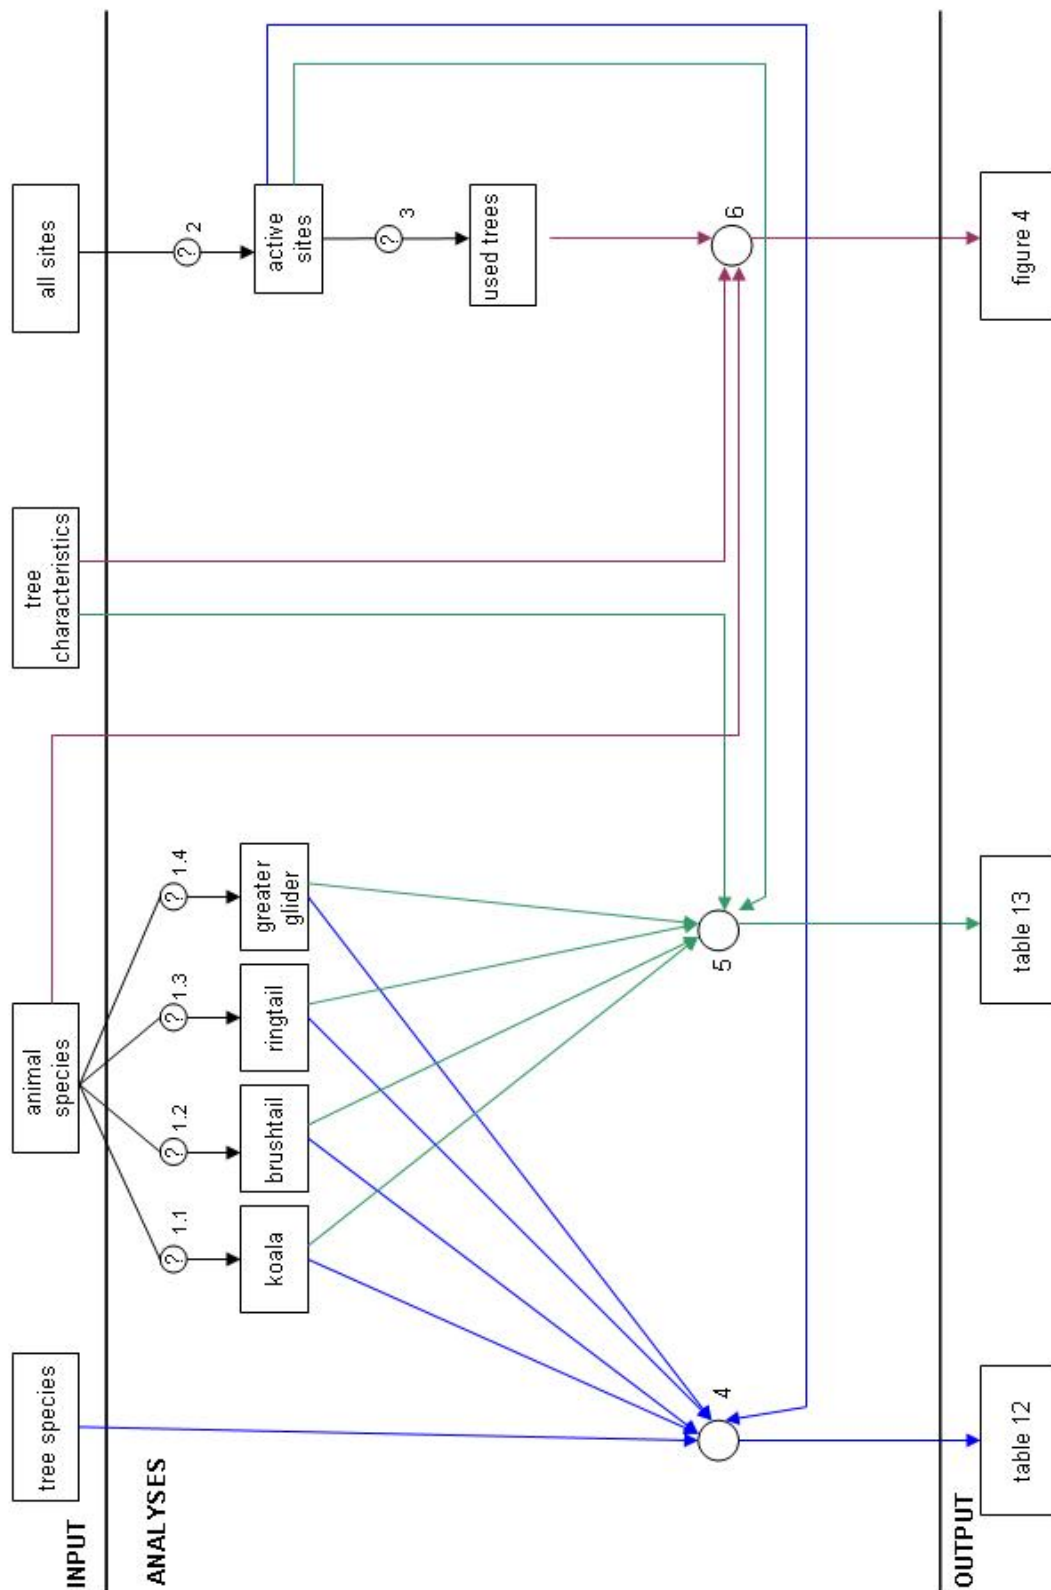 INPUT
tree species
animal
species
tree
characteristics
all sites
ANALYSES
? 1.1
? 1.2
? 1.3
? 1.4
? 2
koala
brushtail
ringtail
greater
glider
active
sites
? 3
used trees
4
5
6
OUTPUT
table 12
table 13
figure 4